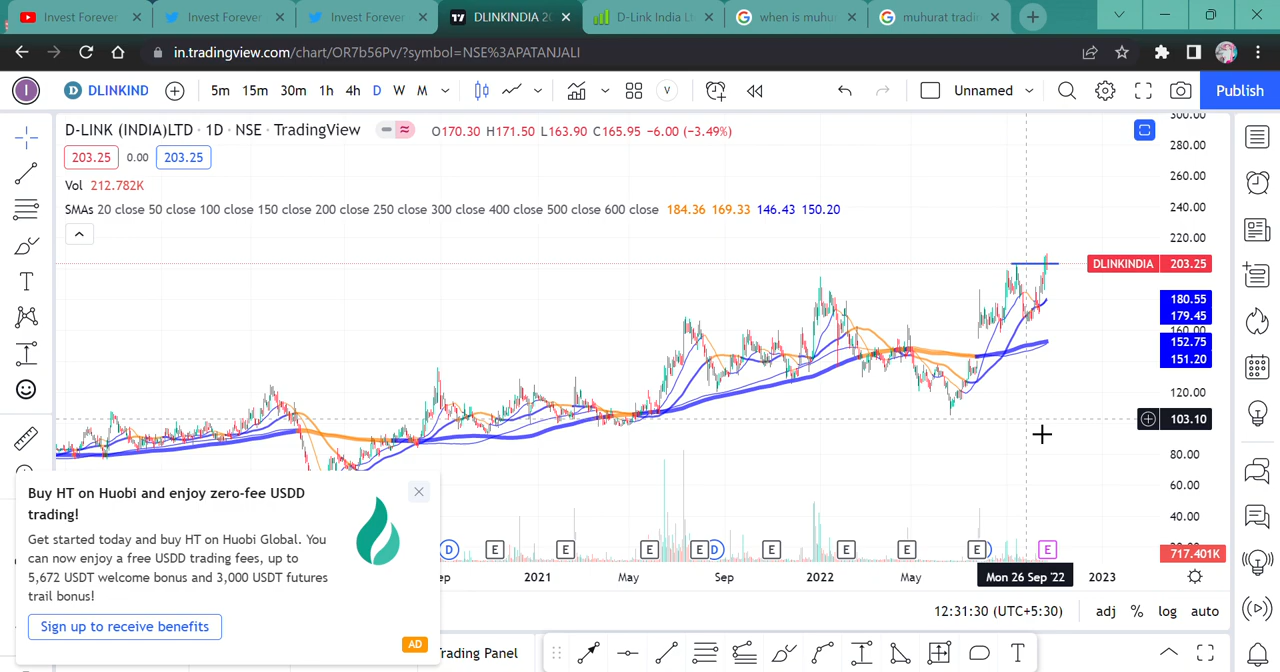 Invest Forever
Invest Forever
Invest Forever
DLINKINDIA 20
D-Link India Lt
when is muhur
muhurat tradin
in.tradingview.com/chart/OR7b56Pv/?symbol=NSE%3APATANJALI
I
D
DLINKIND
5m
15m
30m
1h
4h
D
W
M
V
Unnamed
Publish
D-LINK (INDIA)LTD · 1D · NSE · TradingView
O170.30 H171.50 L163.90 C165.95 −6.00 (−3.49%)
203.25
0.00
203.25
Vol 212.782K
SMAs 20 close 50 close 100 close 150 close 200 close 250 close 300 close 400 close 500 close 600 close 184.36 169.33 146.43 150.20
300.00
280.00
260.00
240.00
220.00
DLINKINDIA 203.25
180.55
179.45
160.00
152.75
151.20
120.00
103.10
80.00
60.00
40.00
717.401K
D
E
E
E
E
D
E
E
E
E
E
ep
2021
May
Sep
2022
May
Mon 26 Sep '22
2023
12:31:30 (UTC+5:30)
adj
%
log
auto
Buy HT on Huobi and enjoy zero-fee USDD
trading!
Get started today and buy HT on Huobi Global. You
can now enjoy a free USDD trading fees, up to
5,672 USDT welcome bonus and 3,000 USDT futures
trail bonus!
Sign up to receive benefits
AD
rading Panel